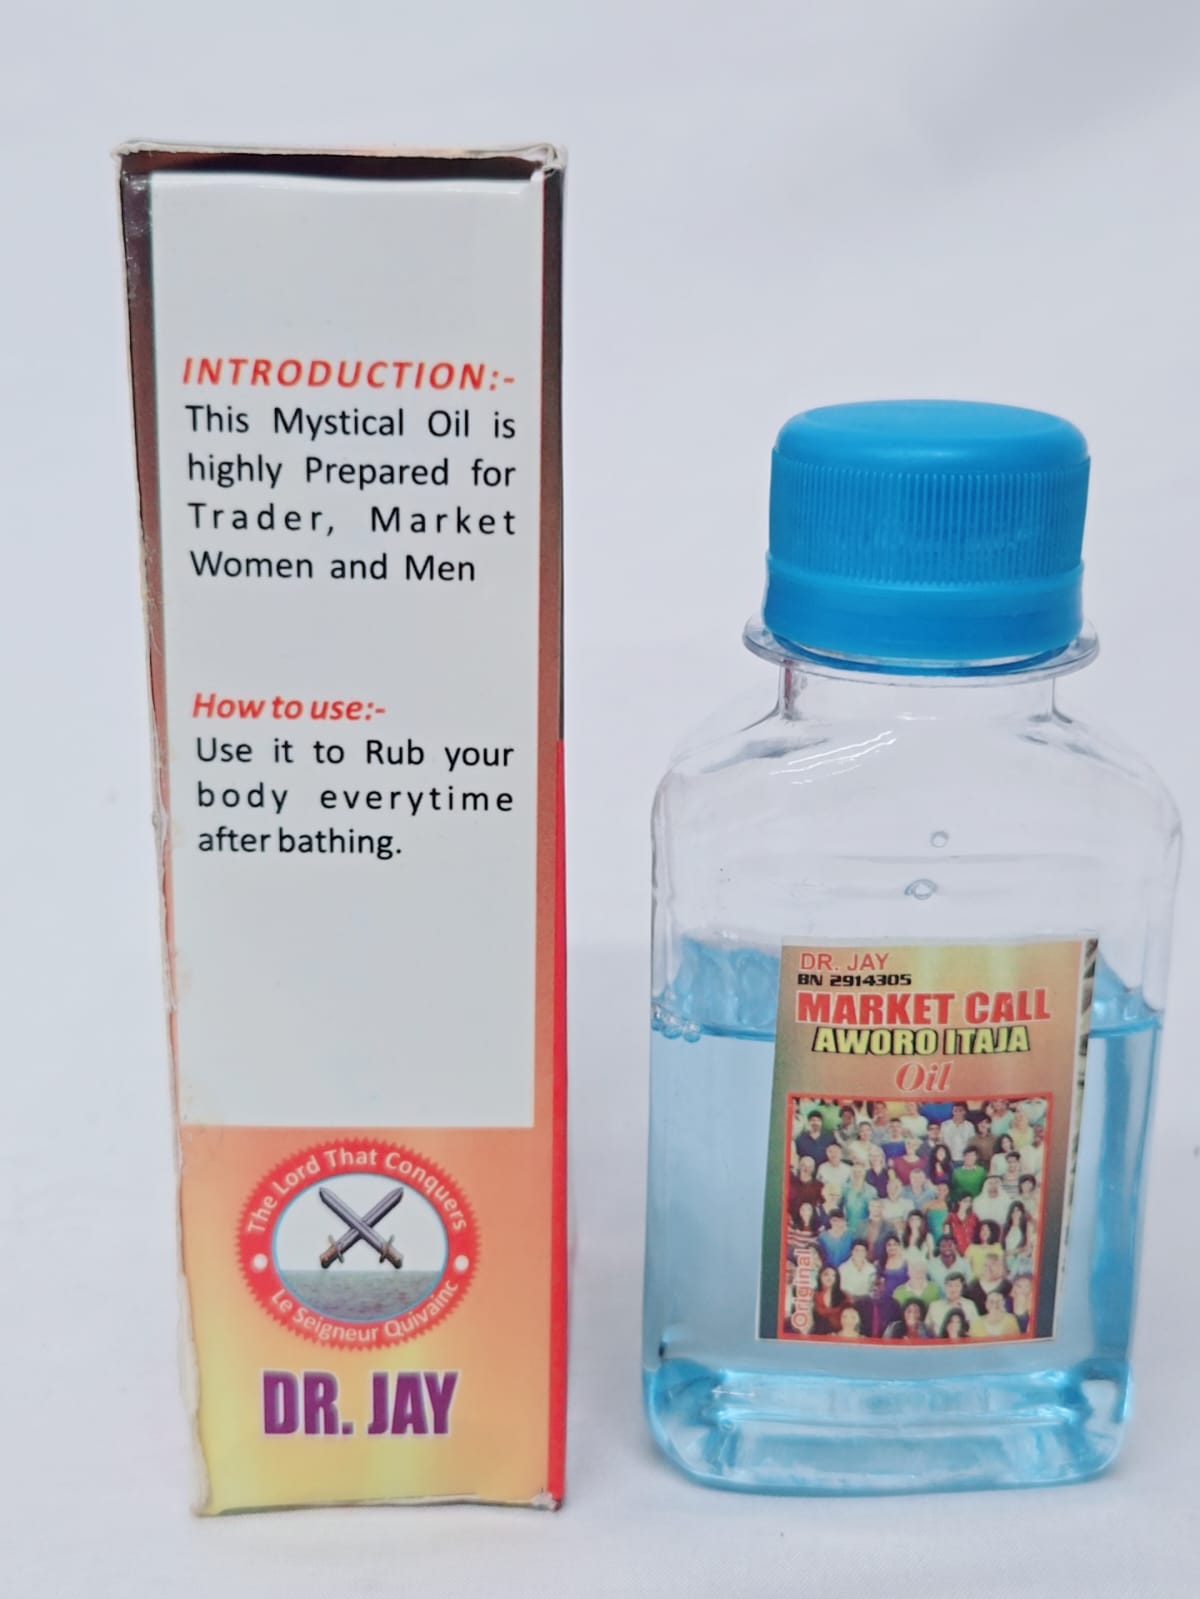 INTRODUCTION:-
This Mystical Oil is
highly Prepared for
Trader, Market
Women and Men
How to use:-
Use it to Rub your
body everytime
after bathing.
The Lord That Conquers
Le Seigneur Quivainc
DR. JAY
DR. JAY
BN 2914305
MARKET CALL
AWORO ITAJA
Oil
Original